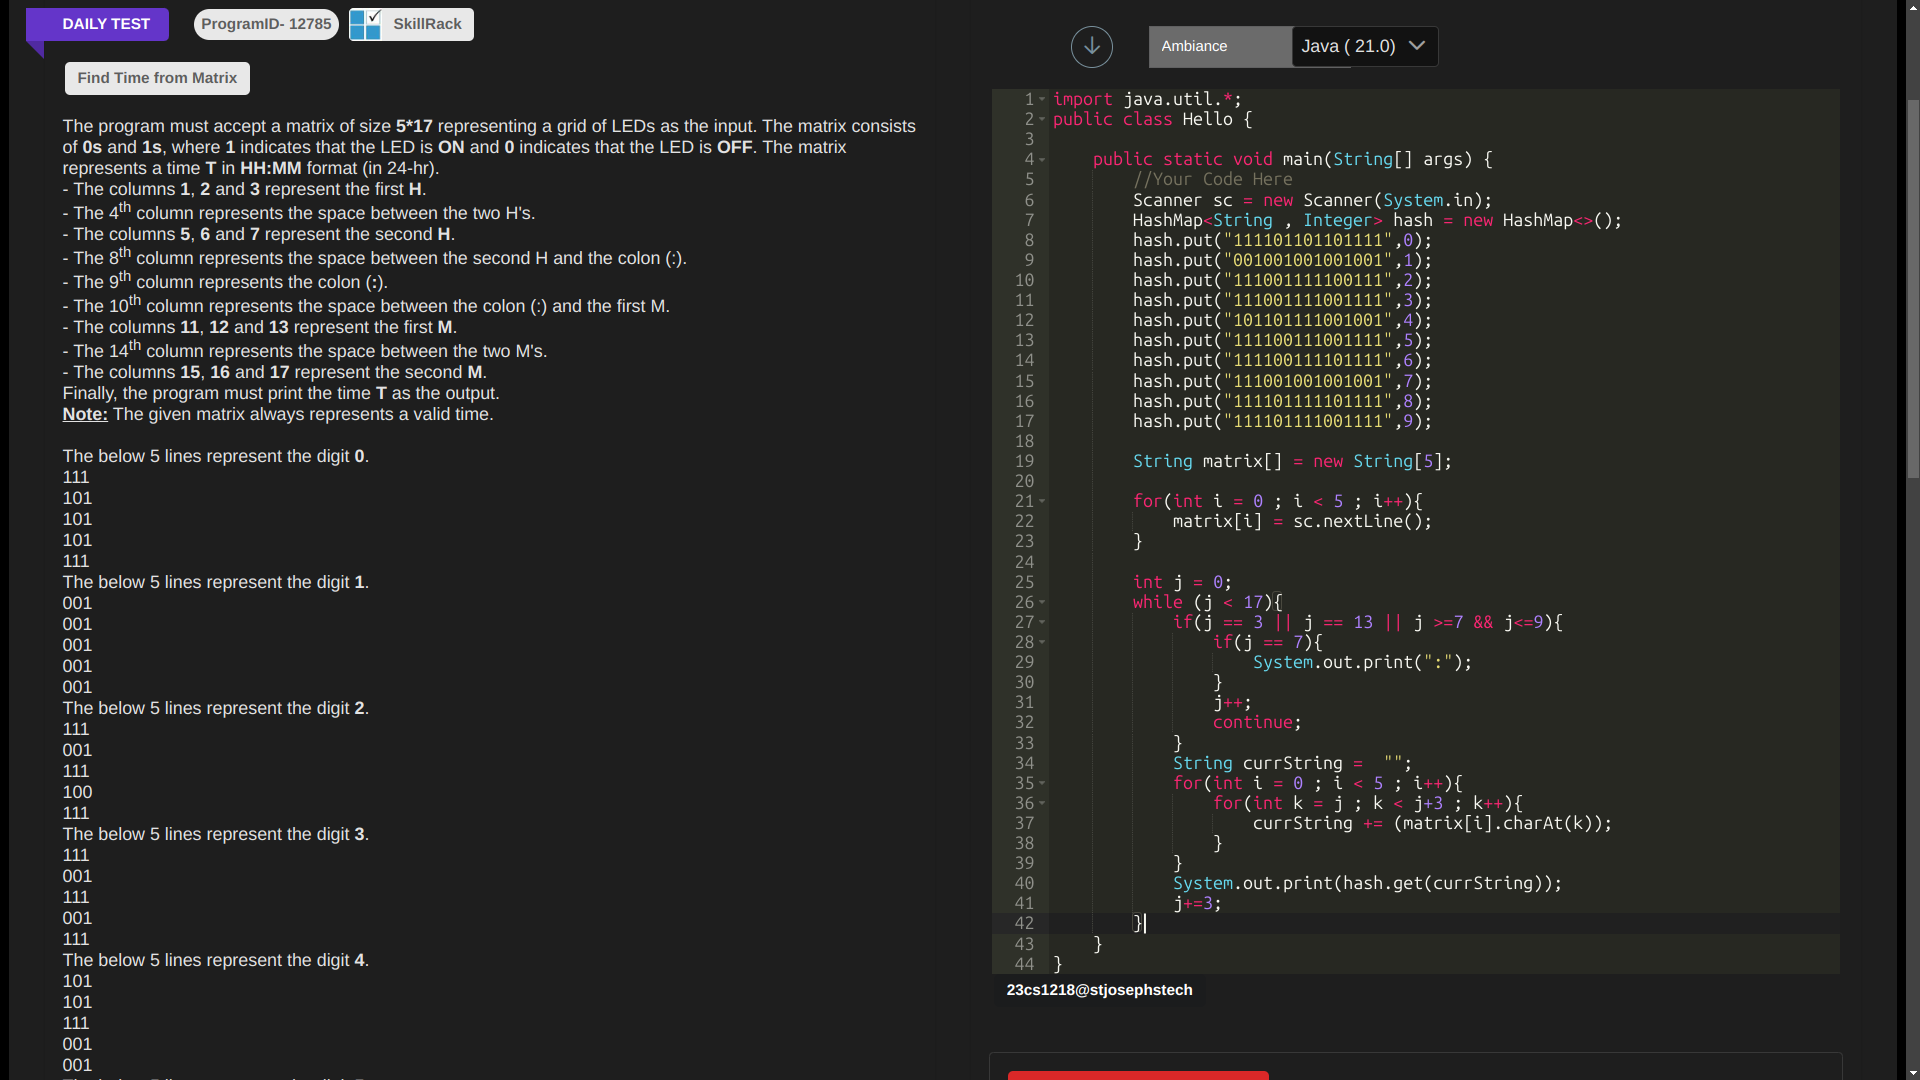 DAILY TEST
ProgramID- 12785
SkillRack
Find Time from Matrix
The program must accept a matrix of size 5*17 representing a grid of LEDs as the input. The matrix consists
of 0s and 1s, where 1 indicates that the LED is ON and 0 indicates that the LED is OFF. The matrix
represents a time T in HH:MM format (in 24-hr).
- The columns 1, 2 and 3 represent the first H.
- The 4th column represents the space between the two H's.
- The columns 5, 6 and 7 represent the second H.
- The 8th column represents the space between the second H and the colon (:).
- The 9th column represents the colon (:).
- The 10th column represents the space between the colon (:) and the first M.
- The columns 11, 12 and 13 represent the first M.
- The 14th column represents the space between the two M's.
- The columns 15, 16 and 17 represent the second M.
Finally, the program must print the time T as the output.
Note: The given matrix always represents a valid time.
The below 5 lines represent the digit 0.
111
101
101
101
111
The below 5 lines represent the digit 1.
001
001
001
001
001
The below 5 lines represent the digit 2.
111
001
111
100
111
The below 5 lines represent the digit 3.
111
001
111
001
111
The below 5 lines represent the digit 4.
101
101
111
001
001
Ambiance
Java ( 21.0)
1 import java.util.*;
2 public class Hello {
3
4 public static void main(String[] args) {
5 //Your Code Here
6 Scanner sc = new Scanner(System.in);
7 HashMap<String , Integer> hash = new HashMap<>();
8 hash.put("111101101101111",0);
9 hash.put("001001001001001",1);
10 hash.put("111001111100111",2);
11 hash.put("111001111001111",3);
12 hash.put("101101111001001",4);
13 hash.put("111100111001111",5);
14 hash.put("111100111101111",6);
15 hash.put("111001001001001",7);
16 hash.put("111101111101111",8);
17 hash.put("111101111001111",9);
18
19 String matrix[] = new String[5];
20
21 for(int i = 0 ; i < 5 ; i++){
22 matrix[i] = sc.nextLine();
23 }
24
25 int j = 0;
26 while (j < 17){
27 if(j == 3 || j == 13 || j >=7 && j<=9){
28 if(j == 7){
29 System.out.print(":");
30 }
31 j++;
32 continue;
33 }
34 String currString =  "";
35 for(int i = 0 ; i < 5 ; i++){
36 for(int k = j ; k < j+3 ; k++){
37 currString += (matrix[i].charAt(k));
38 }
39 }
40 System.out.print(hash.get(currString));
41 j+=3;
42 }
43 }
44 }
23cs1218@stjosephstech